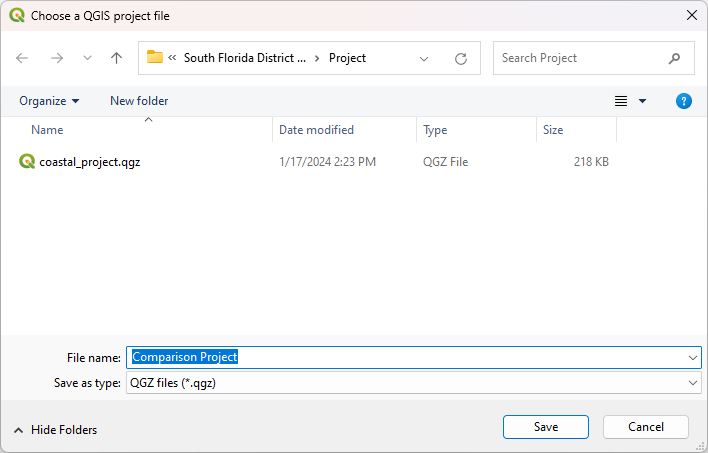 Choose a QGIS project file
« South Florida District ... > Project
Search Project
Organize New folder
Name Date modified Type Size
coastal_project.qgz 1/17/2024 2:23 PM QGZ File 218 KB
File name: Comparison Project
Save as type: QGZ files (*.qgz)
Hide Folders Save Cancel